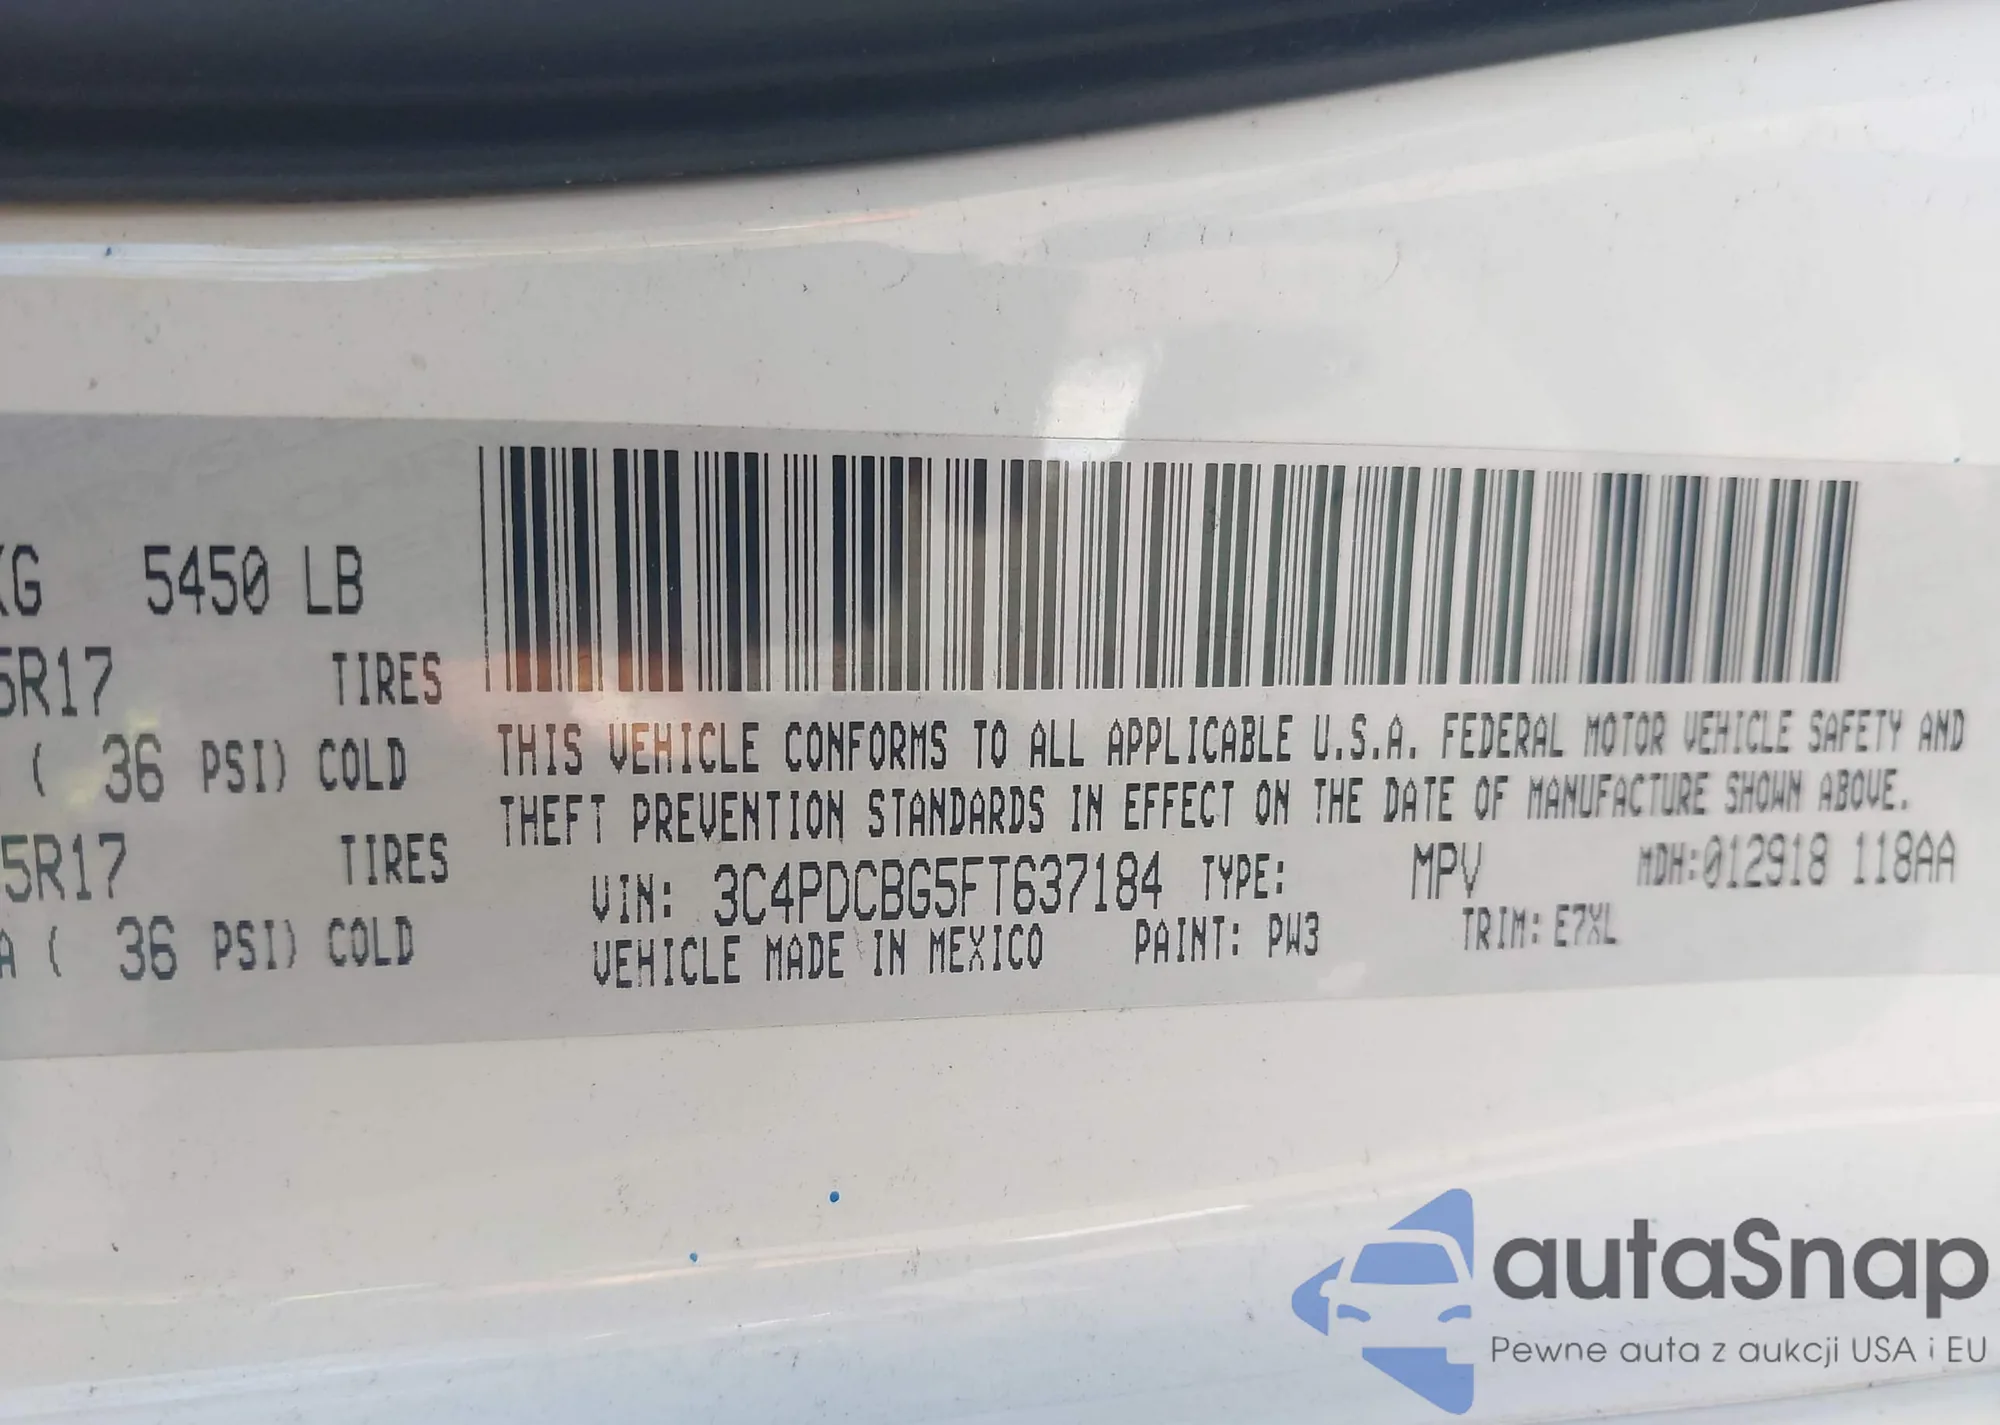 KG 5450 LB
5R17 TIRES
( 36 PSI) COLD
5R17 TIRES
A ( 36 PSI) COLD
THIS VEHICLE CONFORMS TO ALL APPLICABLE U.S.A. FEDERAL MOTOR VEHICLE SAFETY AND
THEFT PREVENTION STANDARDS IN EFFECT ON THE DATE OF MANUFACTURE SHOWN ABOVE.
VIN: 3C4PDCBG5FT637184 TYPE: MPV MDH:012918 118AA
VEHICLE MADE IN MEXICO PAINT: PW3 TRIM: E7XL
autaSnap
Pewne auta z aukcji USA i EU